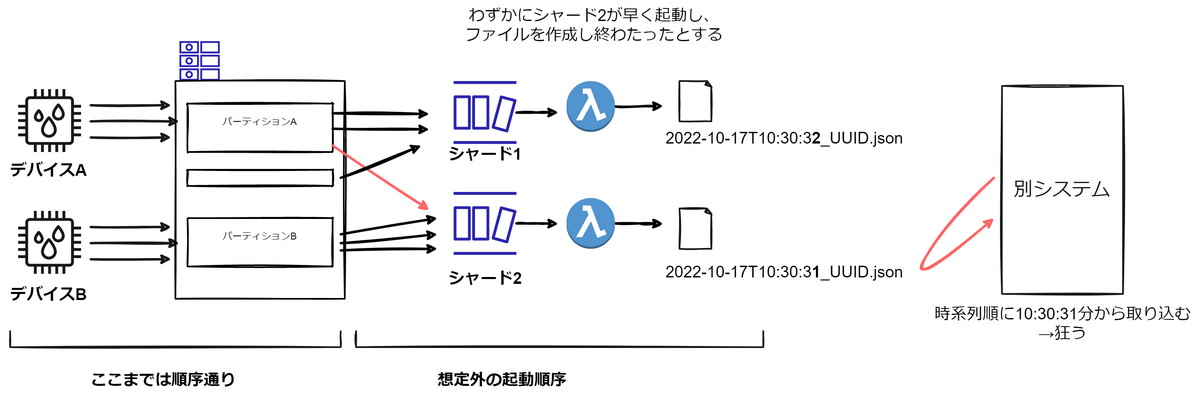 わずかにシャード2が早く起動し、
ファイルを作成し終わたったとする
デバイスA
パーティションA
シャード1
2022-10-17T10:30:32_UUID.json
デバイスB
パーティションB
シャード2
2022-10-17T10:30:31_UUID.json
別システム
時系列順に10:30:31分から取り込む
→狂う
ここまでは順序通り
想定外の起動順序